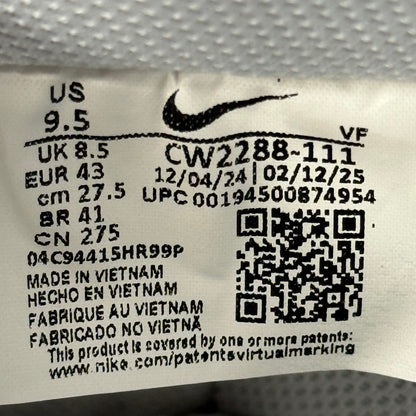 US
9.5
VF
UK 8.5
CW2288-111
EUR 43
12/04/24 | 02/12/25
cm 27.5
UPC 00194500874954
BR 41
CN 275
04C94415HR99P
MADE IN VIETNAM
HECHO EN VIETNAM
FABRIQUE AU VIETNAM
FABRICADO NO VIETNÃ
This product is covered by one or more patents:
www.nike.com/patentsvirtualmarking